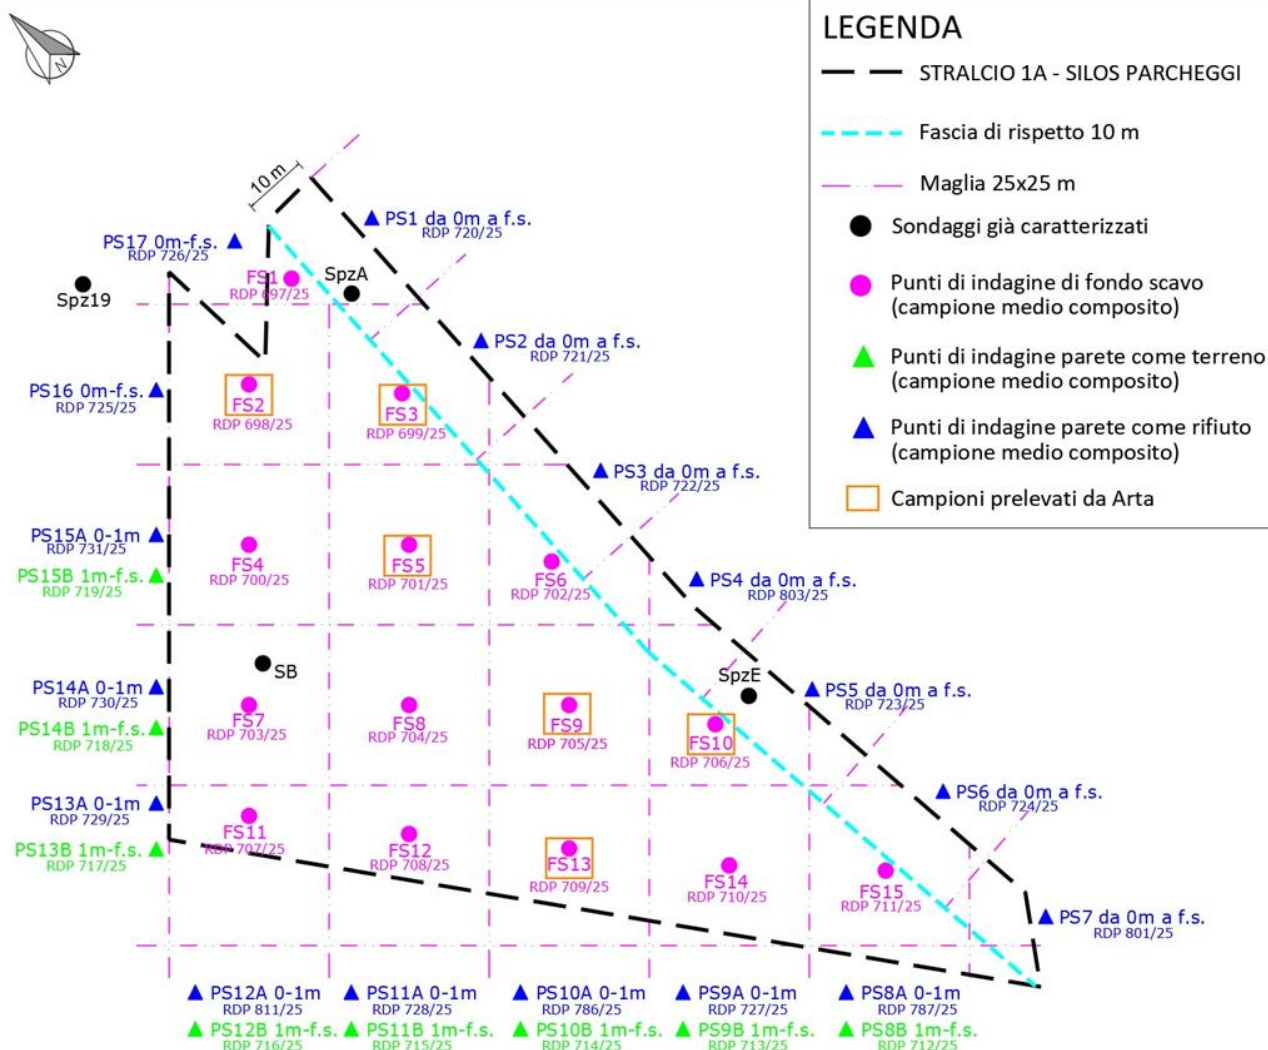 N
LEGENDA
STRALCIO 1A - SILOS PARCHEGGI
Fascia di rispetto 10 m
Maglia 25x25 m
Sondaggi già caratterizzati
Punti di indagine di fondo scavo
(campione medio composito)
Punti di indagine parete come terreno
(campione medio composito)
Punti di indagine parete come rifiuto
(campione medio composito)
Campioni prelevati da Arta
10 m
PS1 da 0m a f.s.
RDP 720/25
PS17 0m-f.s.
RDP 726/25
FS1
RDP 697/25
SpzA
Spz19
PS2 da 0m a f.s.
RDP 721/25
PS16 0m-f.s.
RDP 725/25
FS2
RDP 698/25
FS3
RDP 699/25
PS3 da 0m a f.s.
RDP 722/25
PS15A 0-1m
RDP 731/25
PS15B 1m-f.s.
RDP 719/25
FS4
RDP 700/25
FS5
RDP 701/25
FS6
RDP 702/25
PS4 da 0m a f.s.
RDP 803/25
SB
SpzE
PS14A 0-1m
RDP 730/25
PS14B 1m-f.s.
RDP 718/25
FS7
RDP 703/25
FS8
RDP 704/25
FS9
RDP 705/25
FS10
RDP 706/25
PS5 da 0m a f.s.
RDP 723/25
PS6 da 0m a f.s.
RDP 724/25
PS13A 0-1m
RDP 729/25
PS13B 1m-f.s.
RDP 717/25
FS11
RDP 707/25
FS12
RDP 708/25
FS13
RDP 709/25
FS14
RDP 710/25
FS15
RDP 711/25
PS7 da 0m a f.s.
RDP 801/25
PS12A 0-1m
RDP 811/25
PS11A 0-1m
RDP 728/25
PS10A 0-1m
RDP 786/25
PS9A 0-1m
RDP 727/25
PS8A 0-1m
RDP 787/25
PS12B 1m-f.s.
RDP 716/25
PS11B 1m-f.s.
RDP 715/25
PS10B 1m-f.s.
RDP 714/25
PS9B 1m-f.s.
RDP 713/25
PS8B 1m-f.s.
RDP 712/25